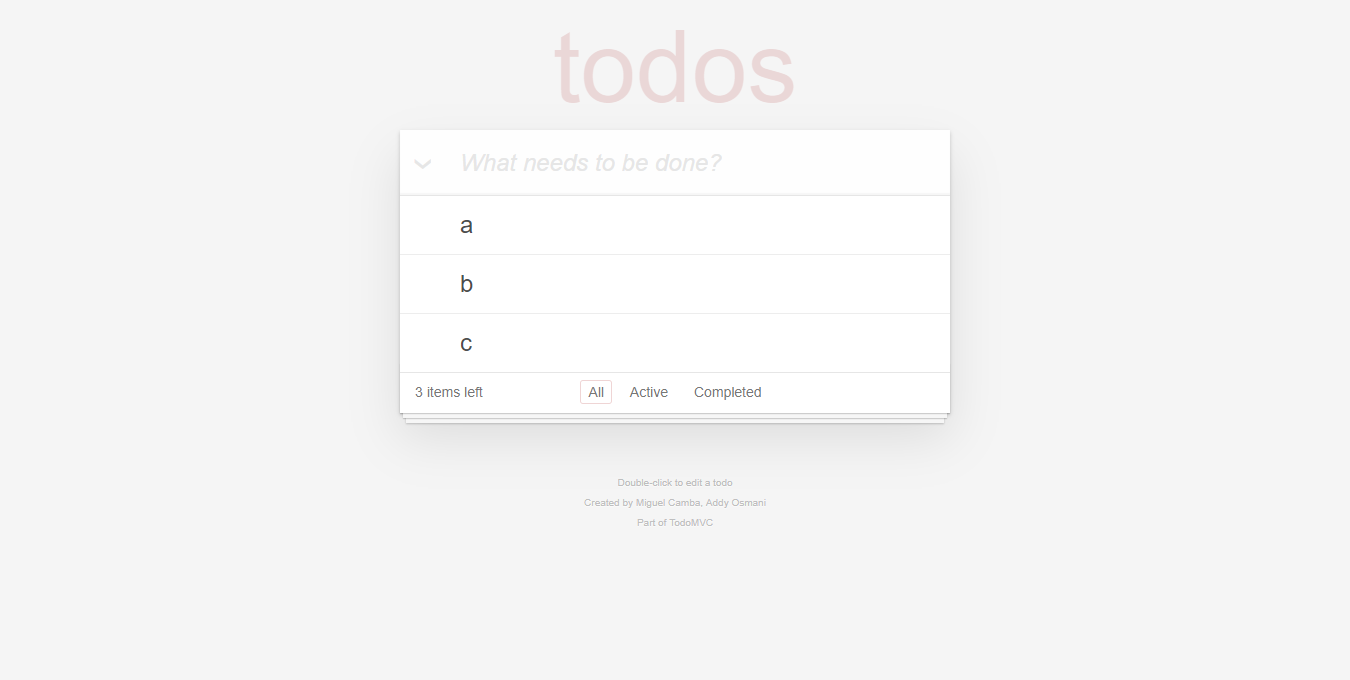 todos
What needs to be done?
a
b
c
3 items left All Active Completed
Double-click to edit a todo
Created by Miguel Camba, Addy Osmani
Part of TodoMVC